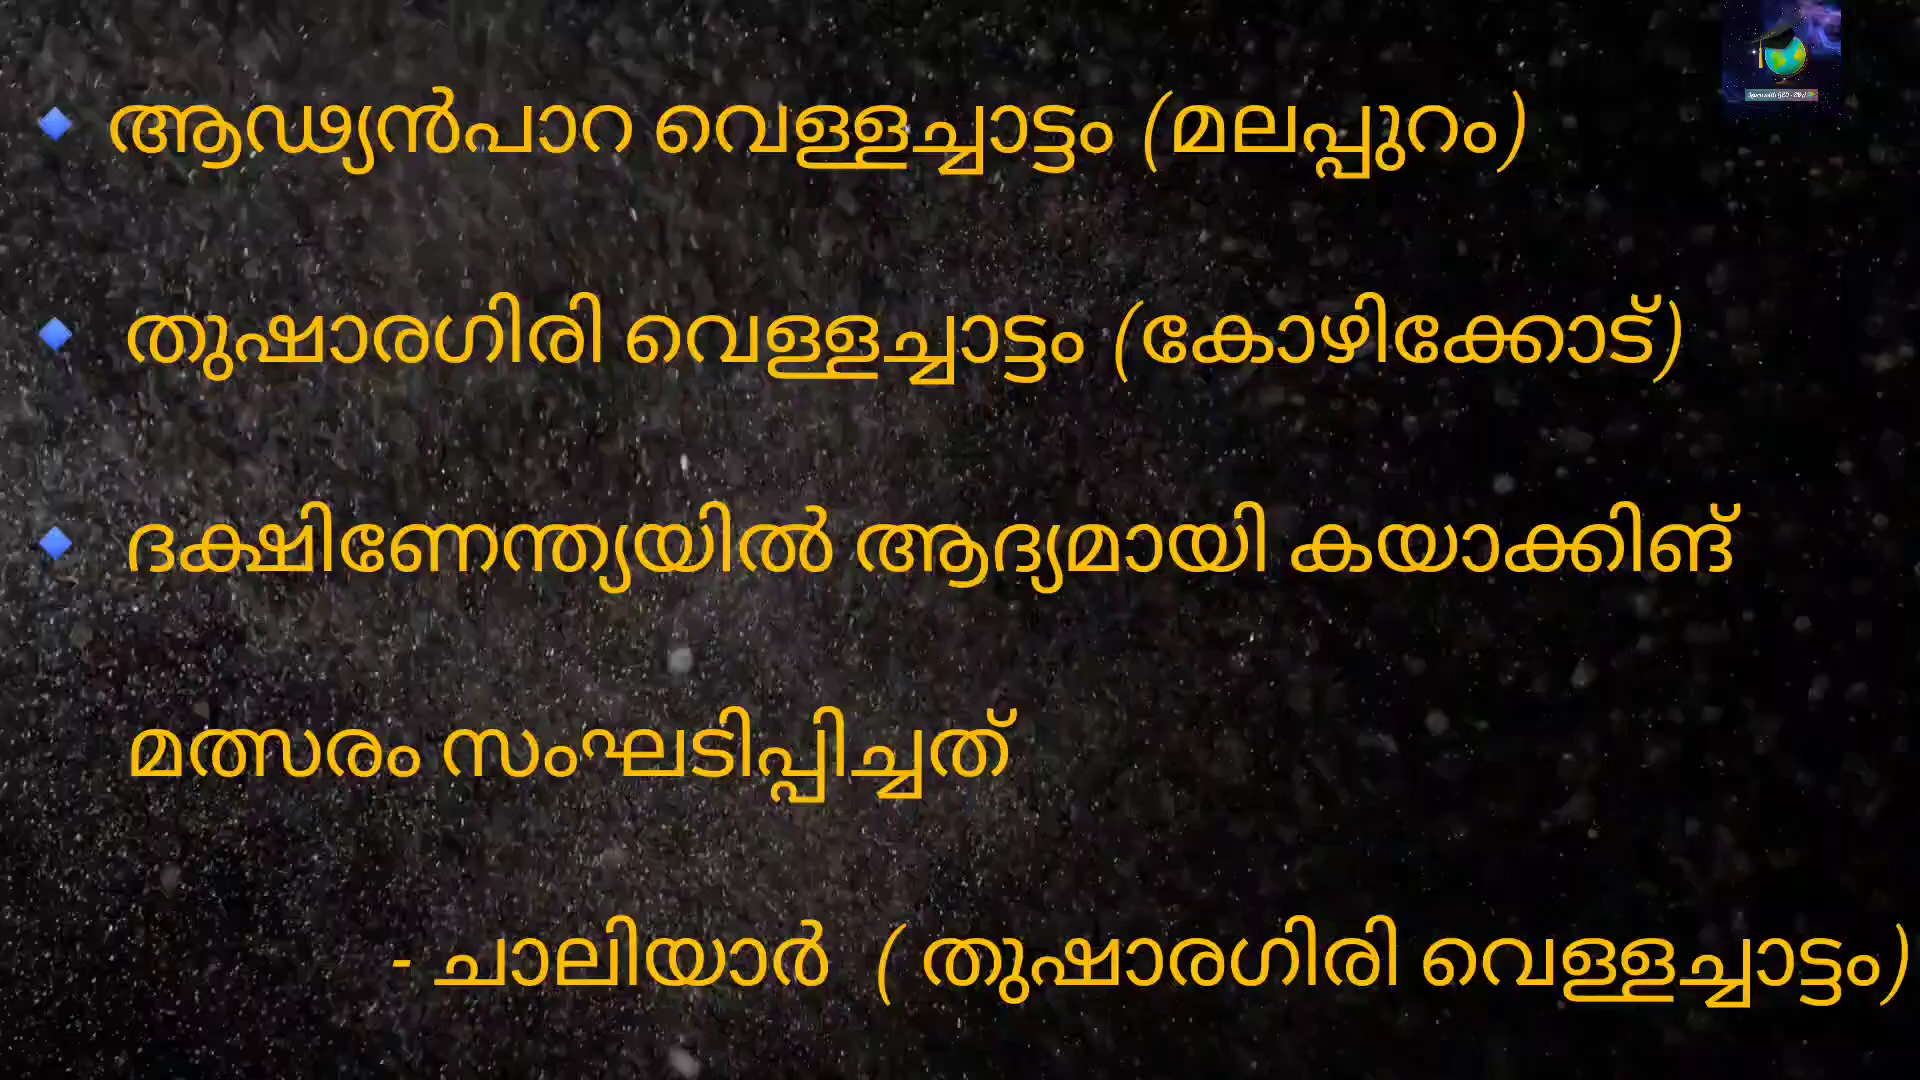 ആഢ്യൻപാറ വെള്ളച്ചാട്ടം (മലപ്പുറം)
തുഷാരഗിരി വെള്ളച്ചാട്ടം (കോഴിക്കോട്)
ദക്ഷിണേന്ത്യയിൽ ആദ്യമായി കയാക്കിങ്
മത്സരം സംഘടിപ്പിച്ചത്
- ചാലിയാർ ( തുഷാരഗിരി വെള്ളച്ചാട്ടം)